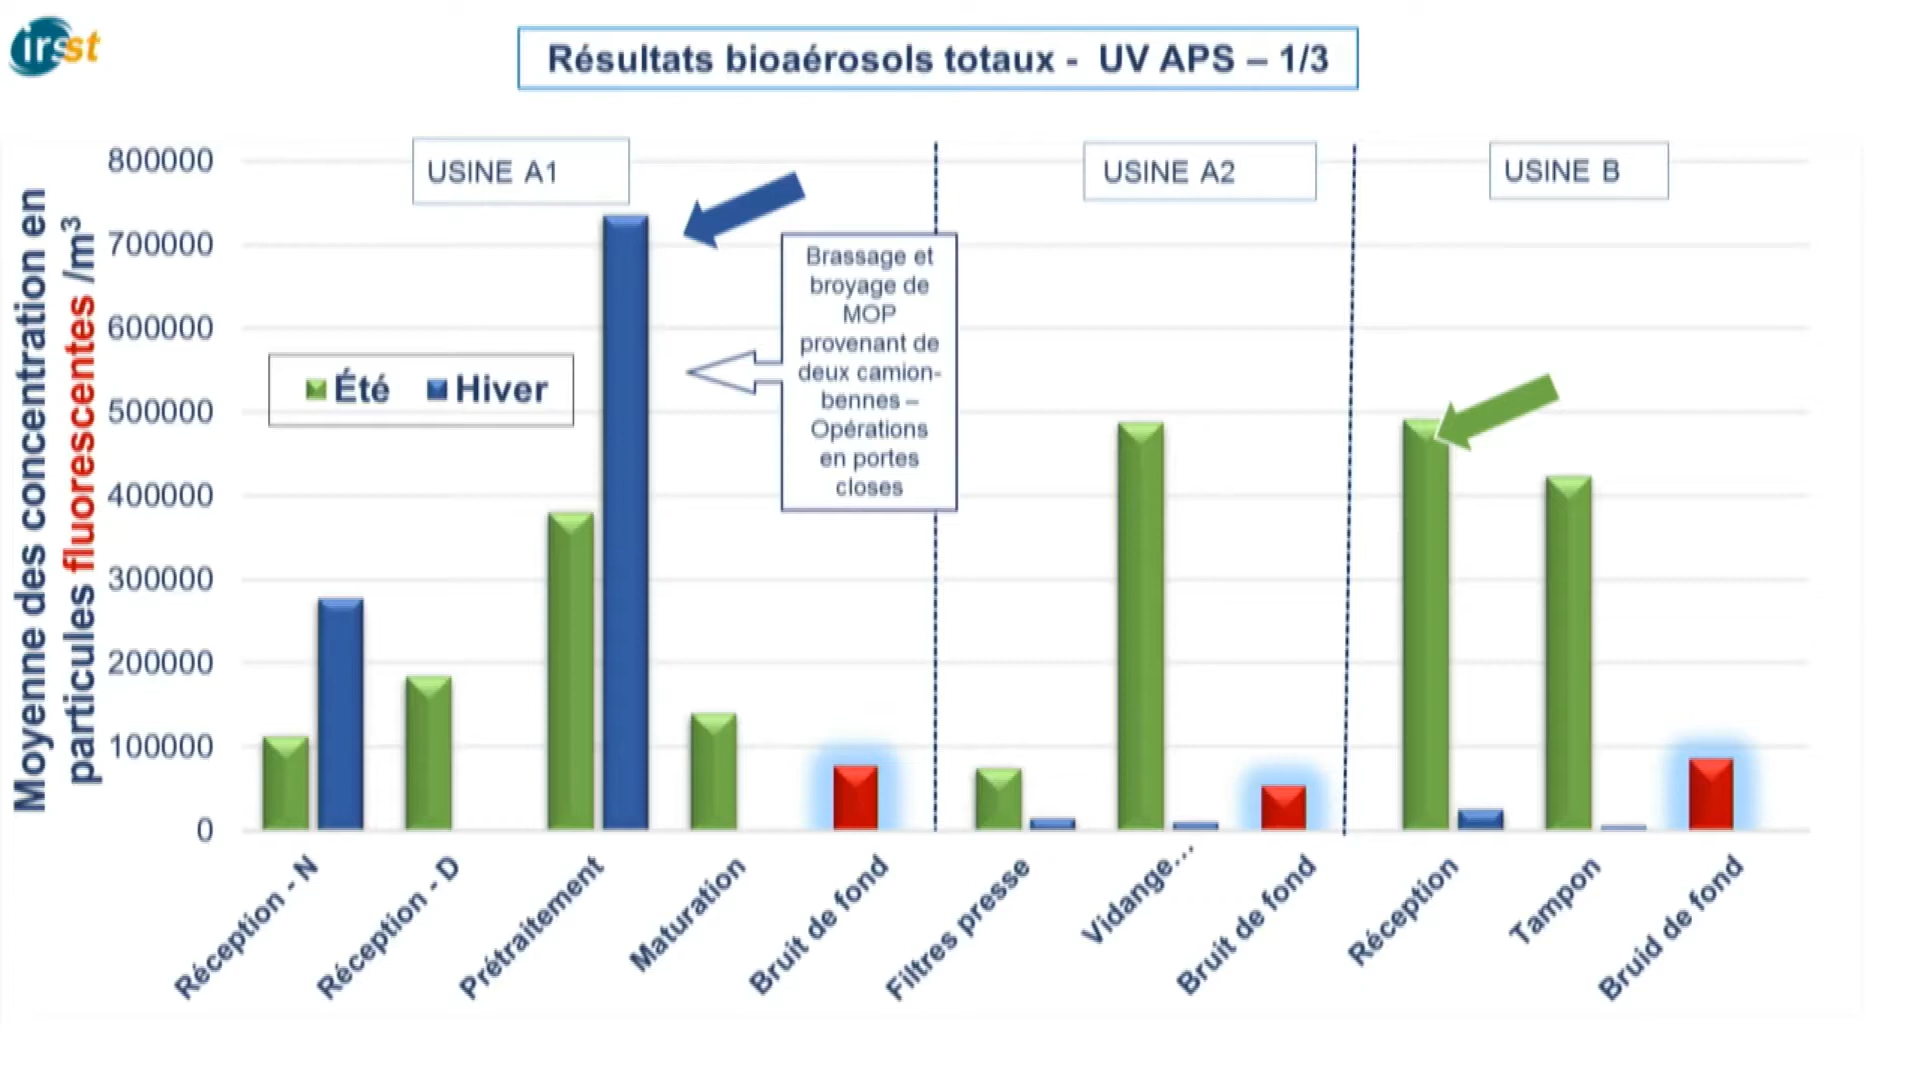 irsst
Résultats bioaérosols totaux - UV APS – 1/3
Moyenne des concentration en
particules fluorescentes /m³
800000
700000
600000
500000
400000
300000
200000
100000
0
USINE A1
USINE A2
USINE B
Été
Hiver
Brassage et
broyage de
MOP
provenant de
deux camion-
bennes –
Opérations
en portes
closes
Réception - N
Réception - D
Prétraitement
Maturation
Bruit de fond
Filtres presse
Vidange...
Bruit de fond
Réception
Tampon
Bruid de fond